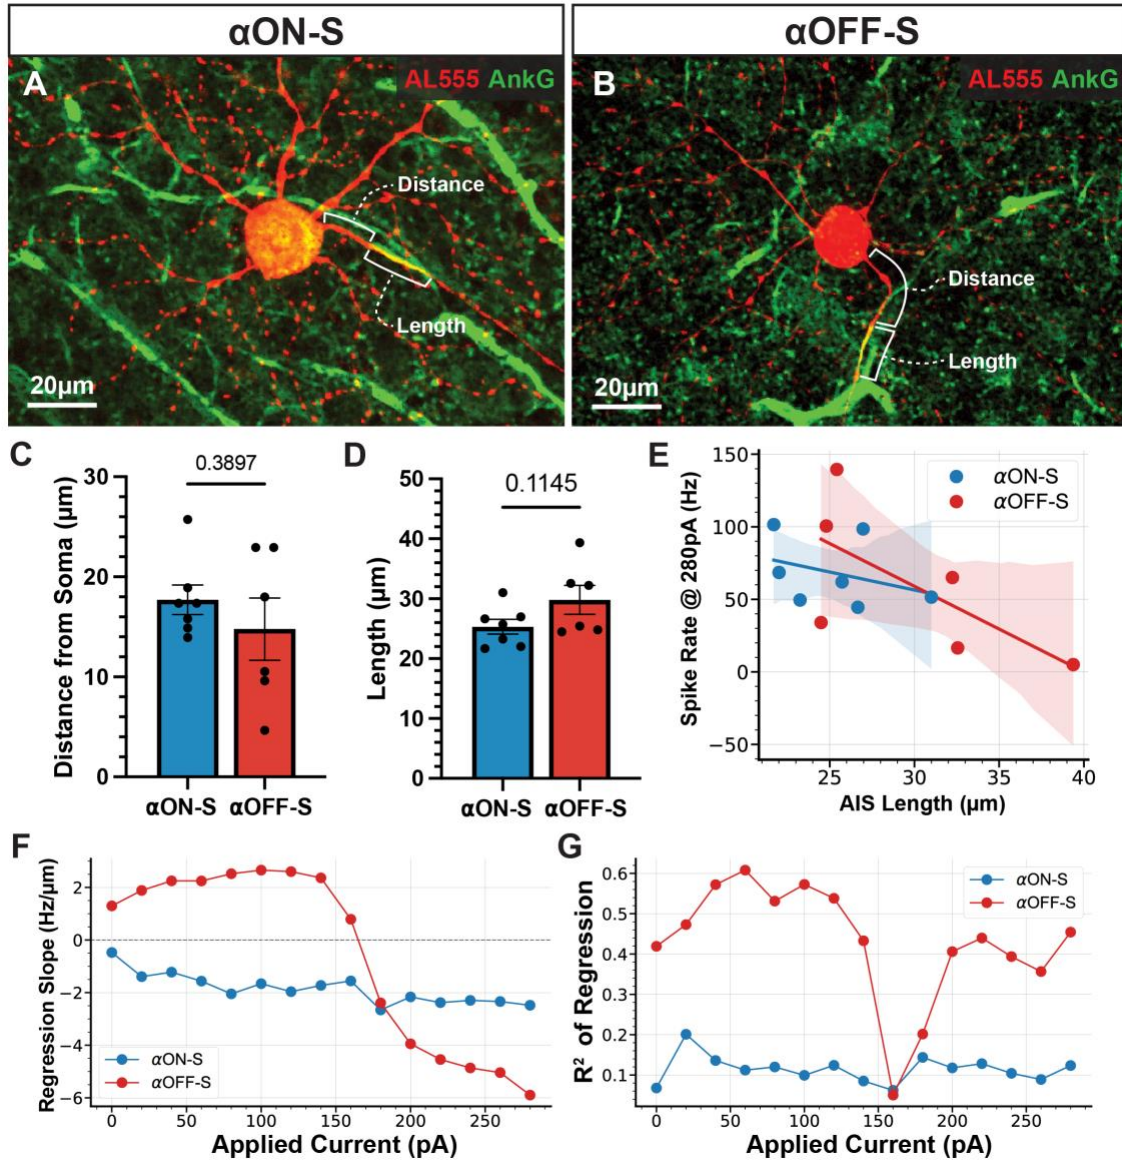 αON-S
αOFF-S
A
AL555 AnkG
Distance
Length
20μm
B
AL555 AnkG
Distance
Length
20μm
C
0.3897
Distance from Soma (μm)
30
20
10
0
αON-S
αOFF-S
D
0.1145
Length (μm)
50
40
30
20
10
0
αON-S
αOFF-S
E
αON-S
αOFF-S
Spike Rate @ 280pA (Hz)
150
100
50
0
−50
25
30
35
40
AIS Length (μm)
F
Regression Slope (Hz/μm)
2
0
−2
−4
−6
αON-S
αOFF-S
0
50
100
150
200
250
Applied Current (pA)
G
R² of Regression
0.6
0.5
0.4
0.3
0.2
0.1
αON-S
αOFF-S
0
50
100
150
200
250
Applied Current (pA)